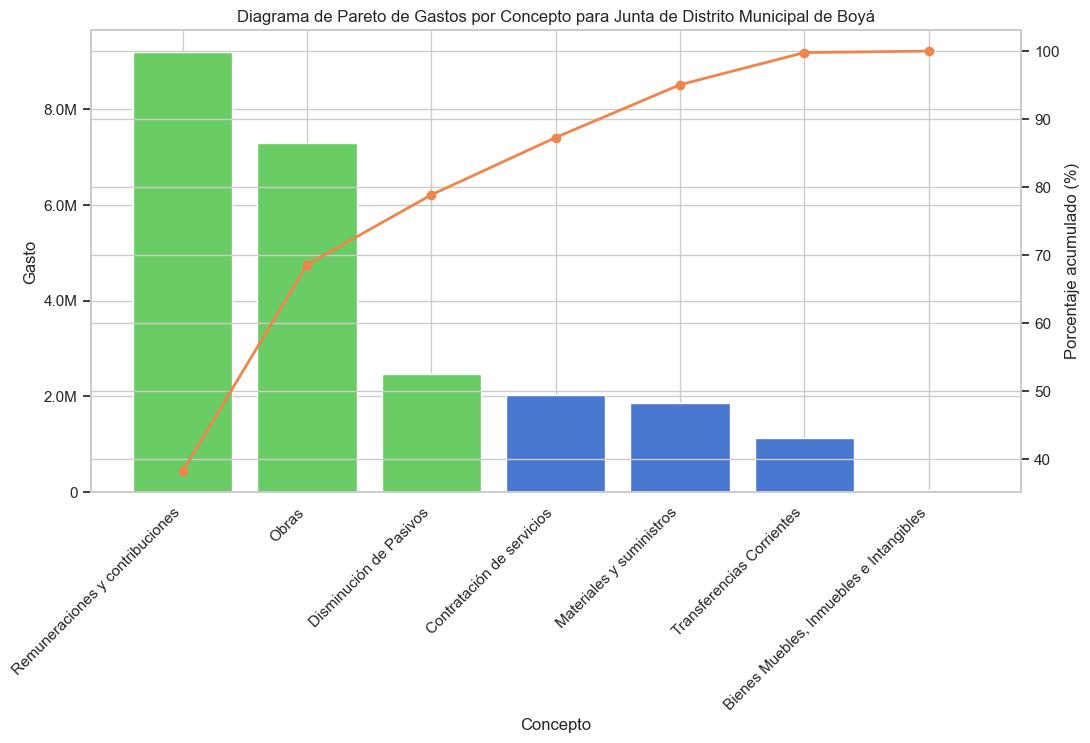 Diagrama de Pareto de Gastos por Concepto para Junta de Distrito Municipal de Boyá
Gasto
8.0M
6.0M
4.0M
2.0M
0
100
90
80
70
60
50
40
Porcentaje acumulado (%)
Remuneraciones y contribuciones
Obras
Disminución de Pasivos
Contratación de servicios
Materiales y suministros
Transferencias Corrientes
Bienes Muebles, Inmuebles e Intangibles
Concepto